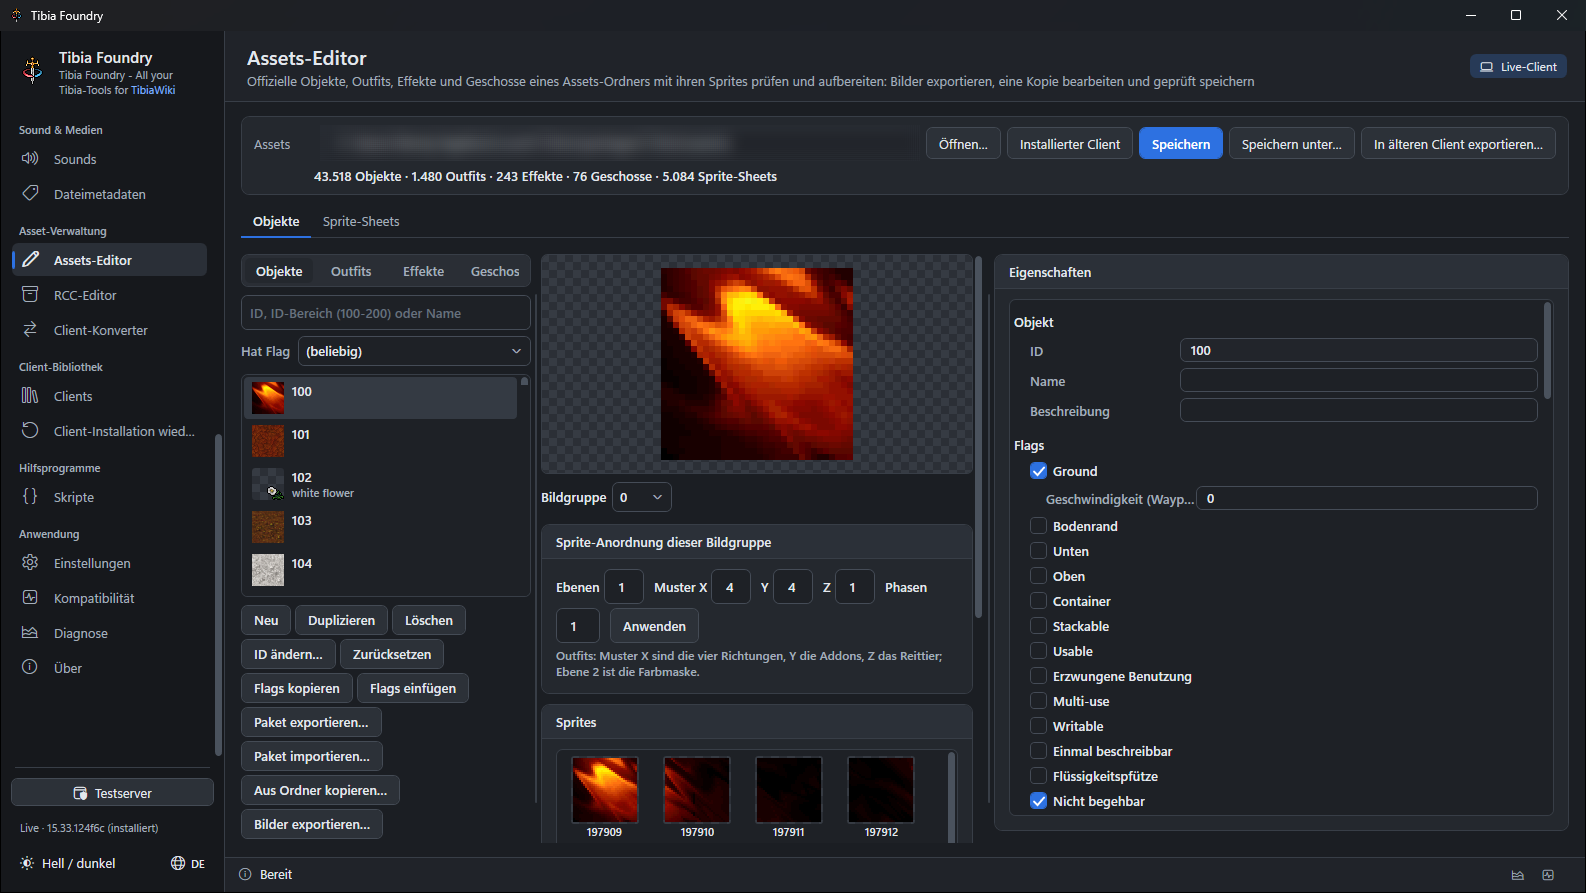 Tibia Foundry
Tibia Foundry
Tibia Foundry - All your
Tibia-Tools for TibiaWiki
Sound & Medien
Sounds
Dateimetadaten
Asset-Verwaltung
Assets-Editor
RCC-Editor
Client-Konverter
Client-Bibliothek
Clients
Client-Installation wied...
Hilfsprogramme
Skripte
Anwendung
Einstellungen
Kompatibilität
Diagnose
Über
Testserver
Live · 15.33.124f6c (installiert)
Hell / dunkel
DE
Assets-Editor
Offizielle Objekte, Outfits, Effekte und Geschosse eines Assets-Ordners mit ihren Sprites prüfen und aufbereiten: Bilder exportieren, eine Kopie bearbeiten und geprüft speichern
Live-Client
Assets
Öffnen...
Installierter Client
Speichern
Speichern unter...
In älteren Client exportieren...
43.518 Objekte · 1.480 Outfits · 243 Effekte · 76 Geschosse · 5.084 Sprite-Sheets
Objekte
Sprite-Sheets
Objekte
Outfits
Effekte
Geschos
ID, ID-Bereich (100-200) oder Name
Hat Flag
(beliebig)
100
101
102
white flower
103
104
Neu
Duplizieren
Löschen
ID ändern...
Zurücksetzen
Flags kopieren
Flags einfügen
Paket exportieren...
Paket importieren...
Aus Ordner kopieren...
Bilder exportieren...
Bildgruppe
0
Sprite-Anordnung dieser Bildgruppe
Ebenen 1 Muster X 4 Y 4 Z 1 Phasen
1
Anwenden
Outfits: Muster X sind die vier Richtungen, Y die Addons, Z das Reittier;
Ebene 2 ist die Farbmaske.
Sprites
197909
197910
197911
197912
Eigenschaften
Objekt
ID
100
Name
Beschreibung
Flags
Ground
Geschwindigkeit (Wayp...
0
Bodenrand
Unten
Oben
Container
Stackable
Usable
Erzwungene Benutzung
Multi-use
Writable
Einmal beschreibbar
Flüssigkeitspfütze
Nicht begehbar
Bereit